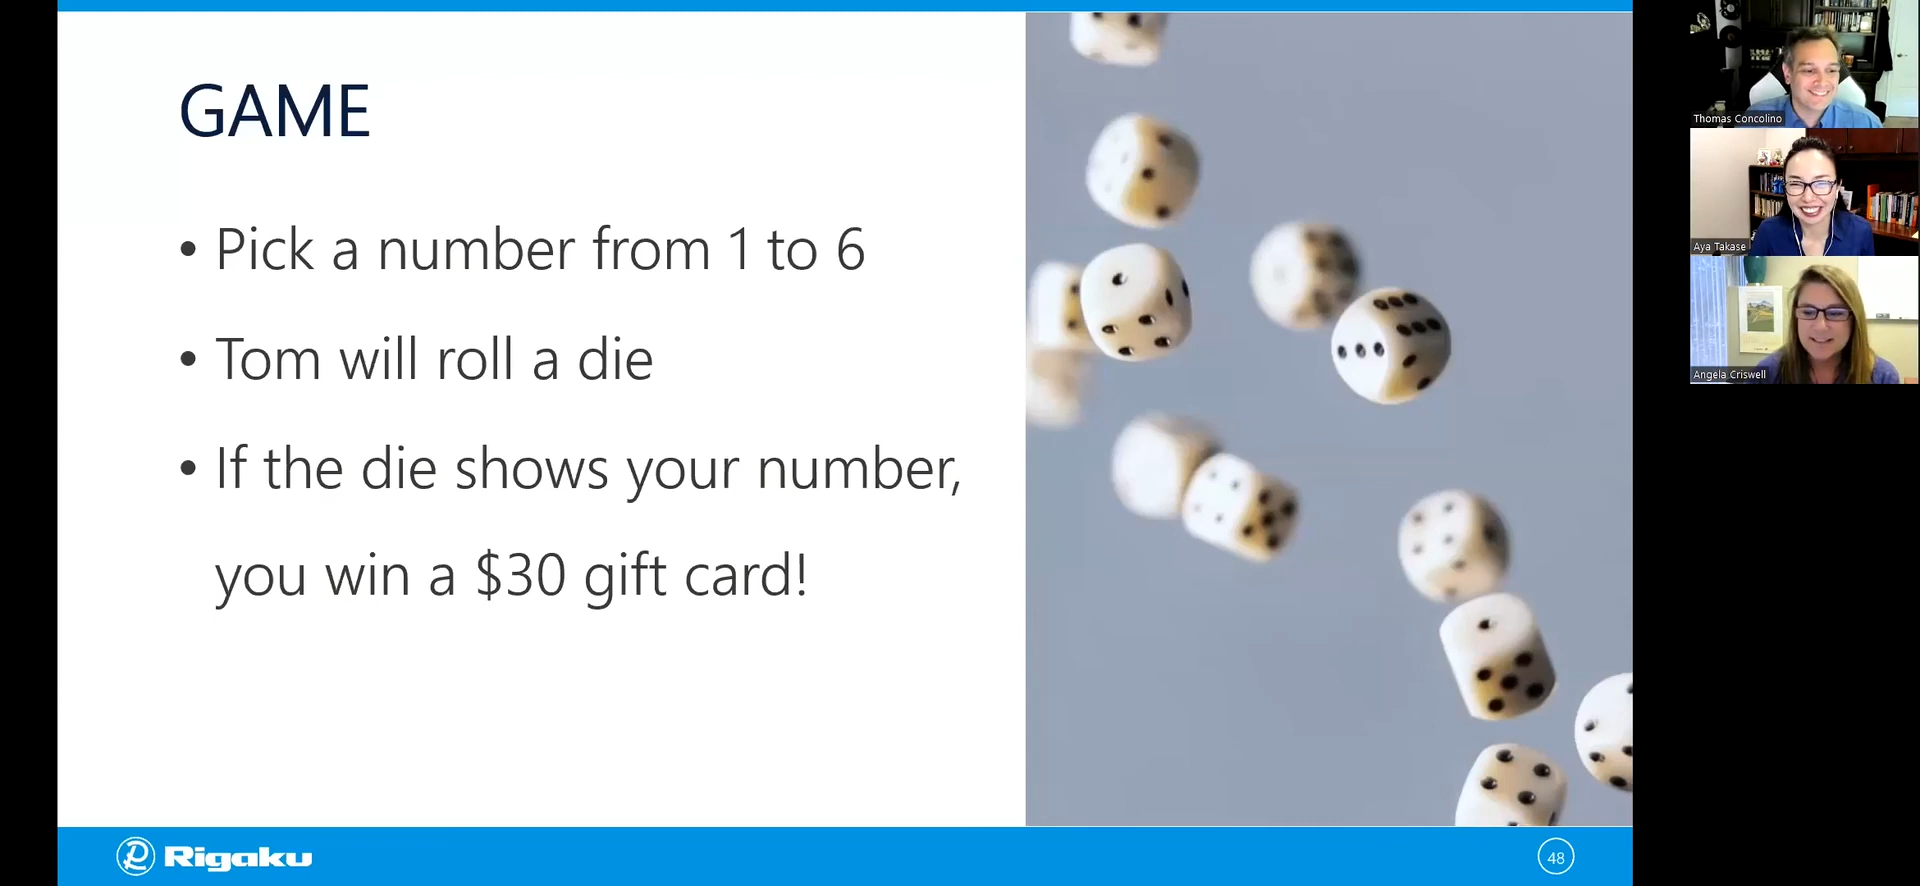 GAME
• Pick a number from 1 to 6
• Tom will roll a die
• If the die shows your number,
you win a $30 gift card!
Rigaku
48
Thomas Concolino
Aya Takase
Angela Criswell